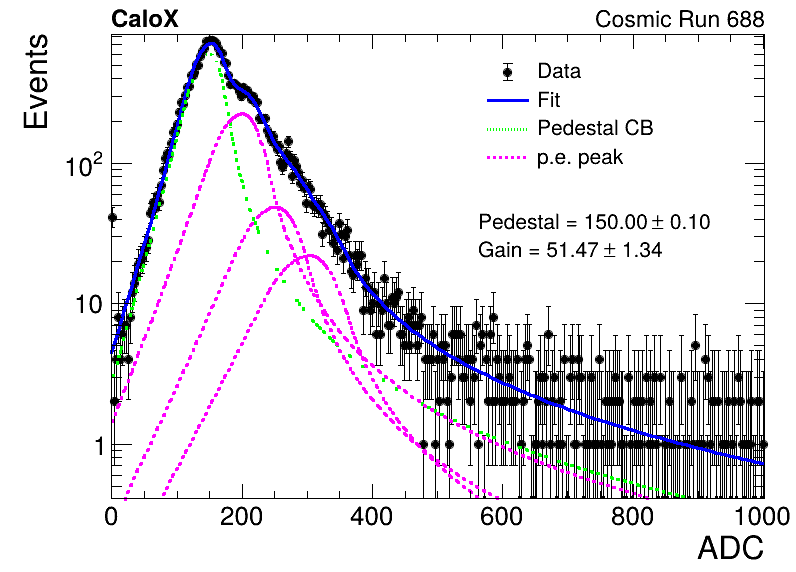 CaloX Cosmic Run 688
Events
Data
Fit
Pedestal CB
p.e. peak
Pedestal = 150.00 ± 0.10
Gain = 51.47 ± 1.34
10²
10
1
0 200 400 600 800 1000
ADC